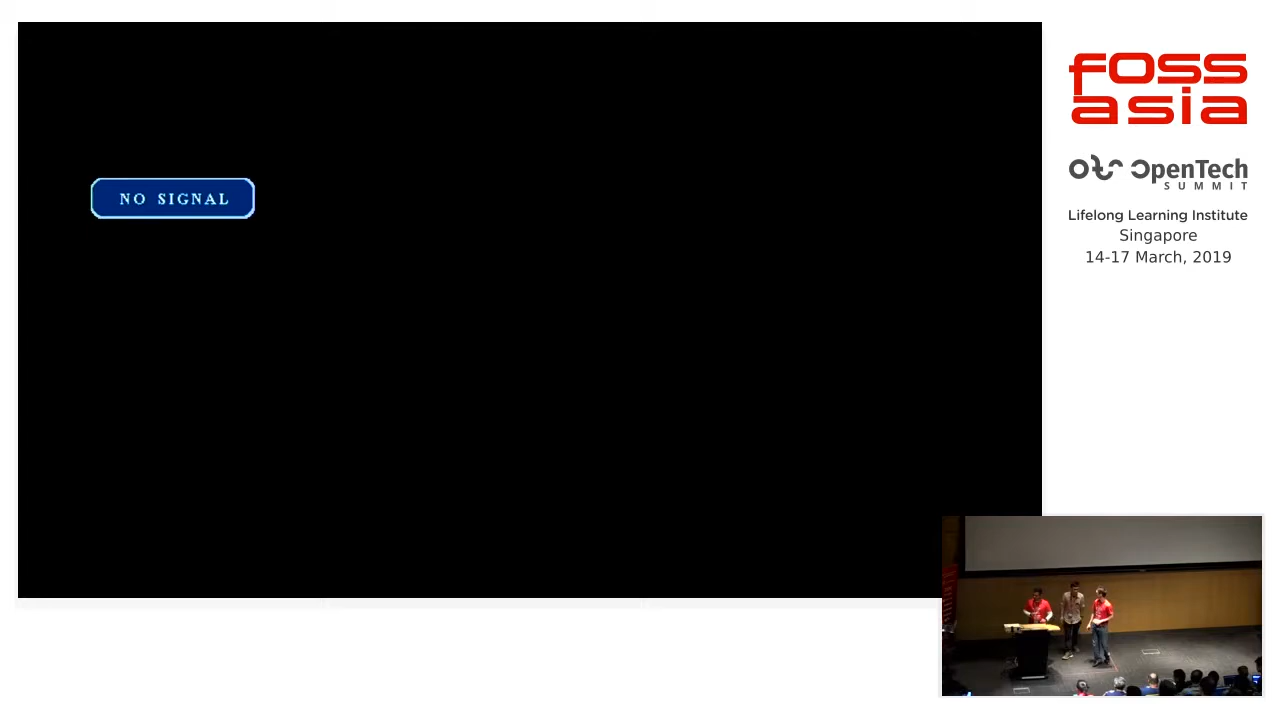 NO SIGNAL
foss
asia
OpenTech
SUMMIT
Lifelong Learning Institute
Singapore
14-17 March, 2019